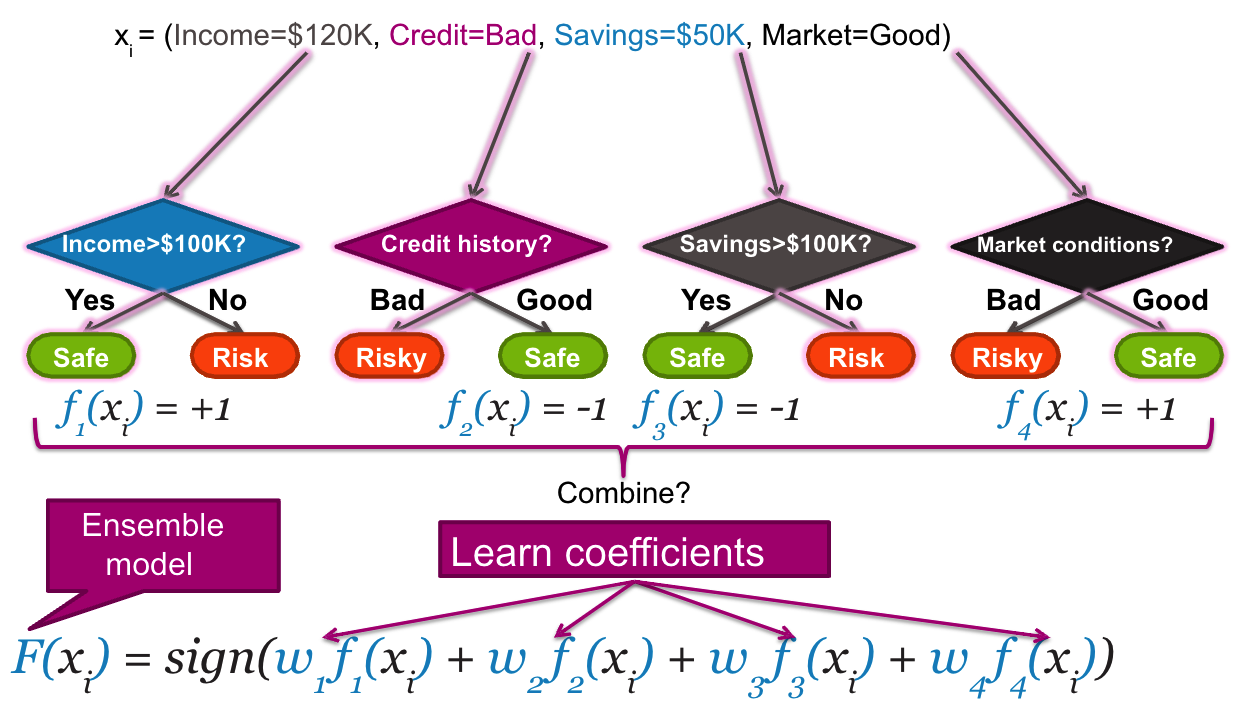 xi = (Income=$120K, Credit=Bad, Savings=$50K, Market=Good)
Income>$100K? Credit history? Savings>$100K? Market conditions?
Yes No Bad Good Yes No Bad Good
Safe Risk Risky Safe Safe Risk Risky Safe
f1(xi) = +1 f2(xi) = -1 f3(xi) = -1 f4(xi) = +1
Combine?
Ensemble
model
Learn coefficients
F(xi) = sign(w1f1(xi) + w2f2(xi) + w3f3(xi) + w4f4(xi))